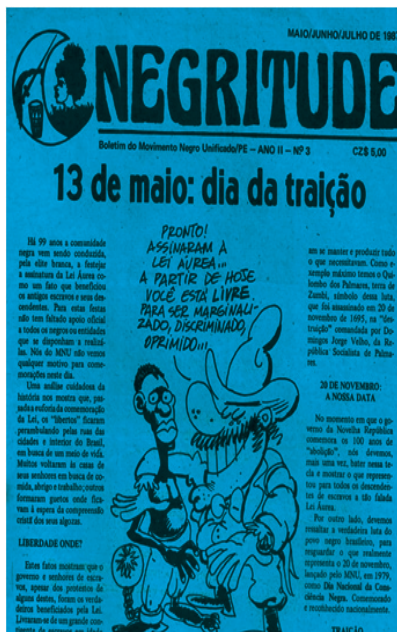 MAIO/JUNHO/JULHO DE 198
NEGRITUDE
Boletim do Movimento Negro Unificado/PE — ANO II — Nº 3
CZ$ 5,00
13 de maio: dia da traição
Há 99 anos a comunidade
negra vem sendo conduzida,
pela elite branca, a festejar
a assinatura da Lei Áurea,
como um fato que beneficiou
os antigos escravos e seus des-
cendentes. Para estas festas
não tem faltado apoio oficial
a todos os negros ou entidades
que se disponham a realizá-
las. Nós do MNU não vemos
qualquer motivo para come-
morações neste dia.
Uma análise cuidadosa da
história nos mostra que, pas-
sada a euforia da comemoração
da Lei, os "libertos" ficaram
perambulando pelas ruas das
cidades e interior do Brasil,
em busca de um meio de vida.
Muitos voltaram às casas de
seus senhores em busca de co-
mida, abrigo e trabalho; outros
formaram guetos onde fica-
vam à espera da compreensão
cristã dos seus algozes.
LIBERDADE ONDE?
Estes fatos mostram que o
governo e senhores de escra-
vos, apesar dos protestos de
alguns destes, foram os verda-
deiros beneficiados pela Lei.
Livraram-se de um grande con-
PRONTO!
ASSINARAM A
LEI ÁUREA...
A PARTIR DE HOJE
VOCÊ ESTÁ LIVRE.
PARA SER MARGINALI-
ZADO, DISCRIMINADO,
OPRIMIDO...
am se manter e produzir tudo
o que necessitavam. Como e-
xemplo máximo temos o Qui-
lombo dos Palmares, terra de
Zumbi, símbolo desta luta,
que foi assassinado em 20 de
novembro de 1695, na "des-
truição" comandada por Do-
mingos Jorge Velho, da Re-
pública Socialista de Palma-
res.
20 DE NOVEMBRO:
A NOSSA DATA
No momento em que o go-
verno da Novela República
comemora os 100 anos de
"abolição", nós devemos,
mais uma vez, bater nessa te-
cla e mostrar o que represen-
tou para todos os descenden-
tes de escravos a tão falada
Lei Áurea.
Por outro lado, devemos
ressaltar a verdadeira luta do
povo negro brasileiro, para
resguardar o que realmente
representa o 20 de novembro,
lançado pelo MNU, em 1979,
como Dia Nacional da Cons-
ciência Negra. Comemorado
e reconhecido nacionalmente.
TRAIÇÃO